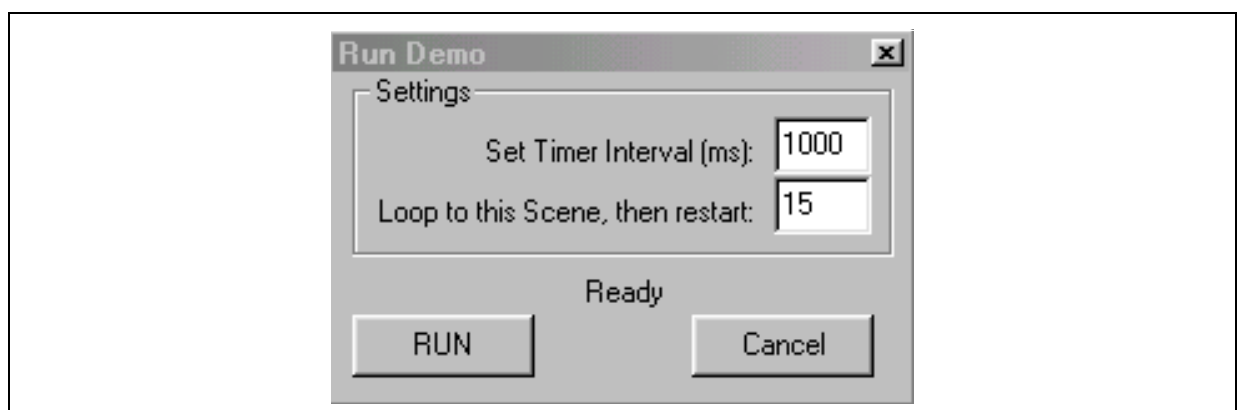 Run Demo
Settings
Set Timer Interval (ms): 1000
Loop to this Scene, then restart: 15
Ready
RUN Cancel